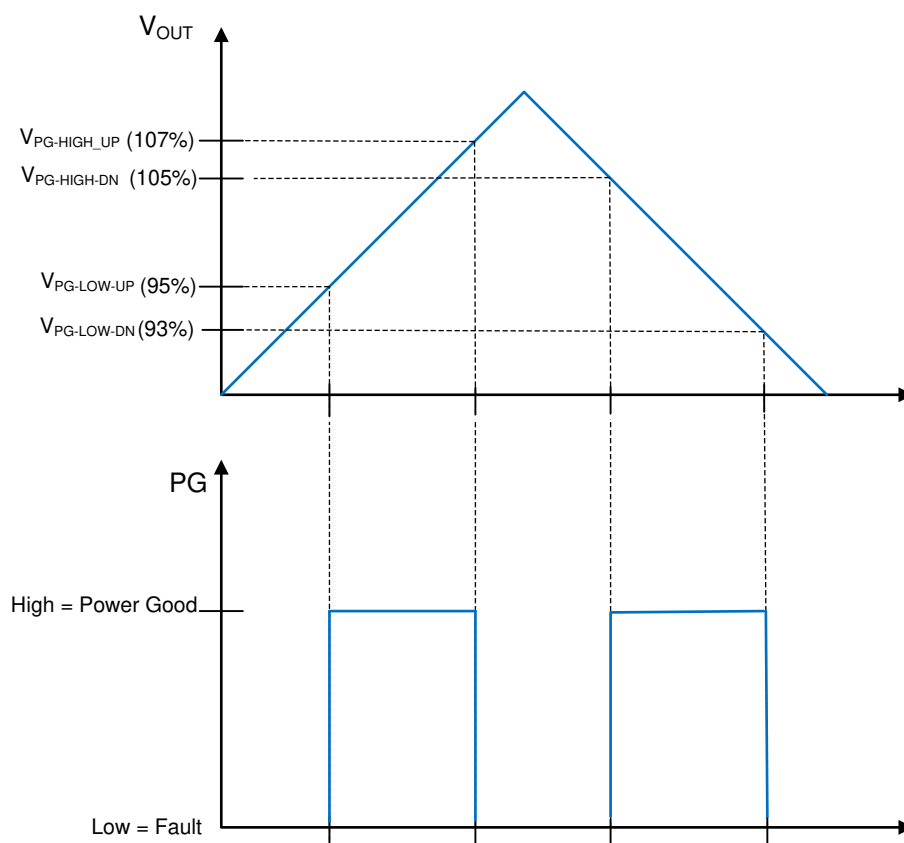 VOUT
VPG-HIGH_UP (107%)
VPG-HIGH-DN (105%)
VPG-LOW-UP (95%)
VPG-LOW-DN (93%)
PG
High = Power Good
Low = Fault